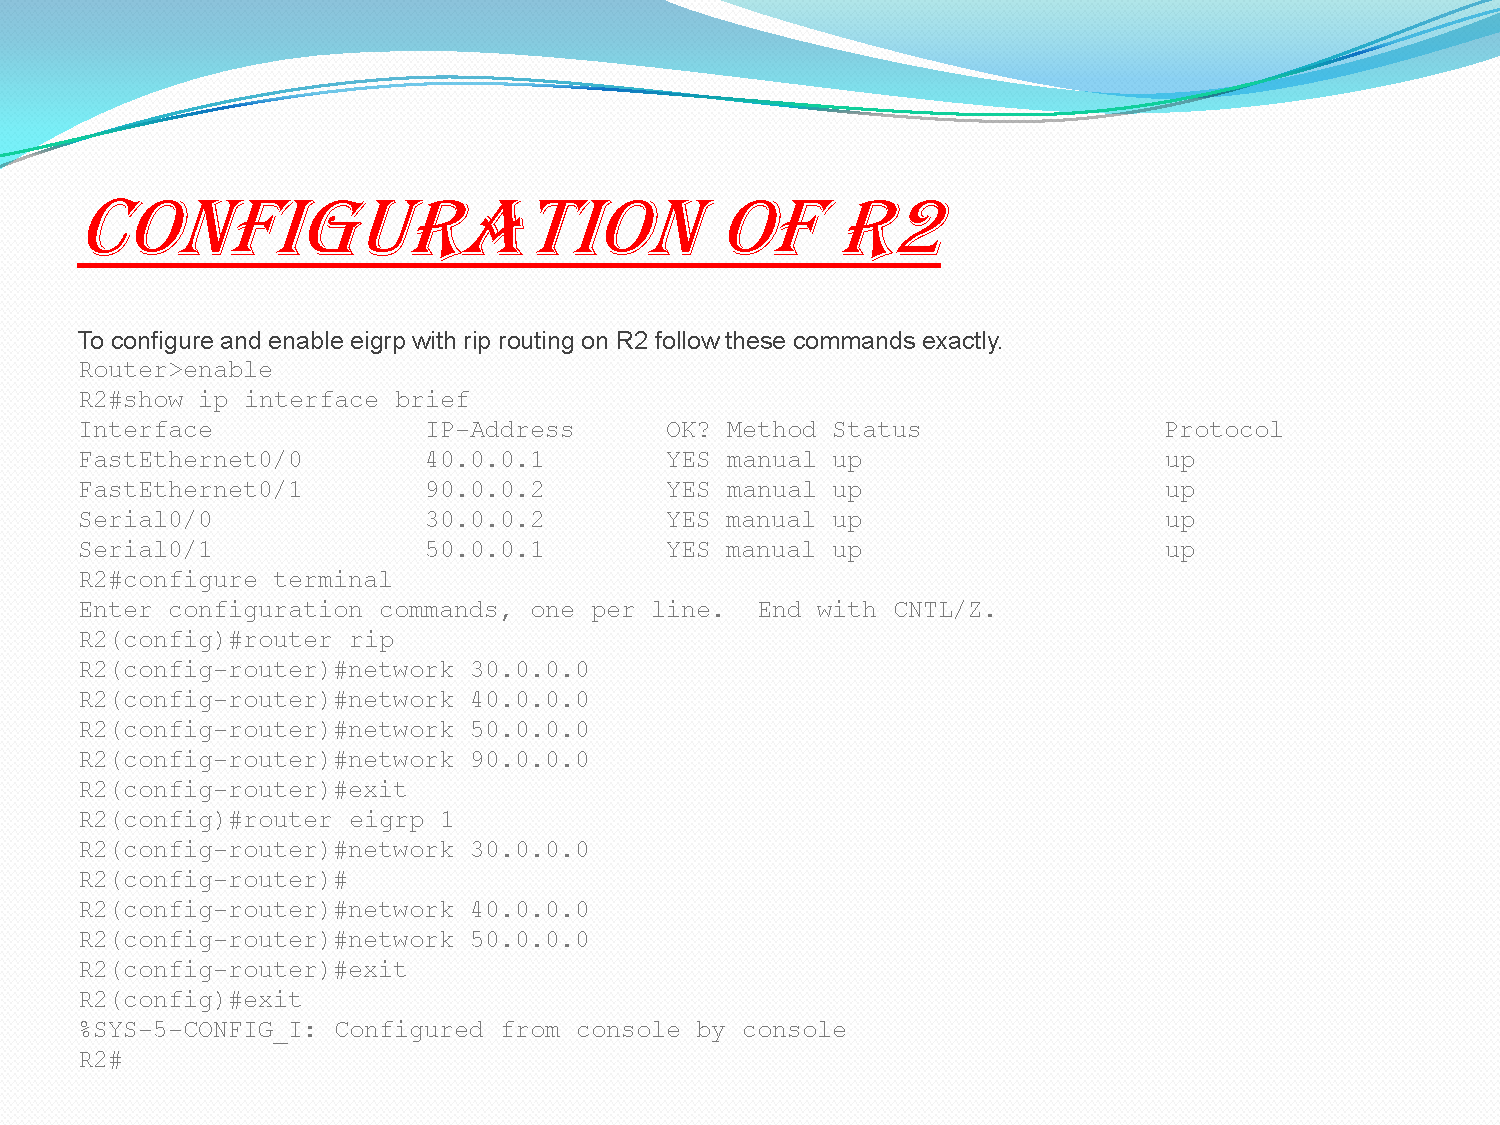 CONFIGURATION OF R2
To configure and enable eigrp with rip routing on R2 follow these commands exactly.
Router>enable
R2#show ip interface brief
Interface              IP-Address      OK? Method Status                Protocol
FastEthernet0/0        40.0.0.1        YES manual up                    up
FastEthernet0/1        90.0.0.2        YES manual up                    up
Serial0/0              30.0.0.2        YES manual up                    up
Serial0/1              50.0.0.1        YES manual up                    up
R2#configure terminal
Enter configuration commands, one per line.  End with CNTL/Z.
R2(config)#router rip
R2(config-router)#network 30.0.0.0
R2(config-router)#network 40.0.0.0
R2(config-router)#network 50.0.0.0
R2(config-router)#network 90.0.0.0
R2(config-router)#exit
R2(config)#router eigrp 1
R2(config-router)#network 30.0.0.0
R2(config-router)#
R2(config-router)#network 40.0.0.0
R2(config-router)#network 50.0.0.0
R2(config-router)#exit
R2(config)#exit
%SYS-5-CONFIG_I: Configured from console by console
R2#